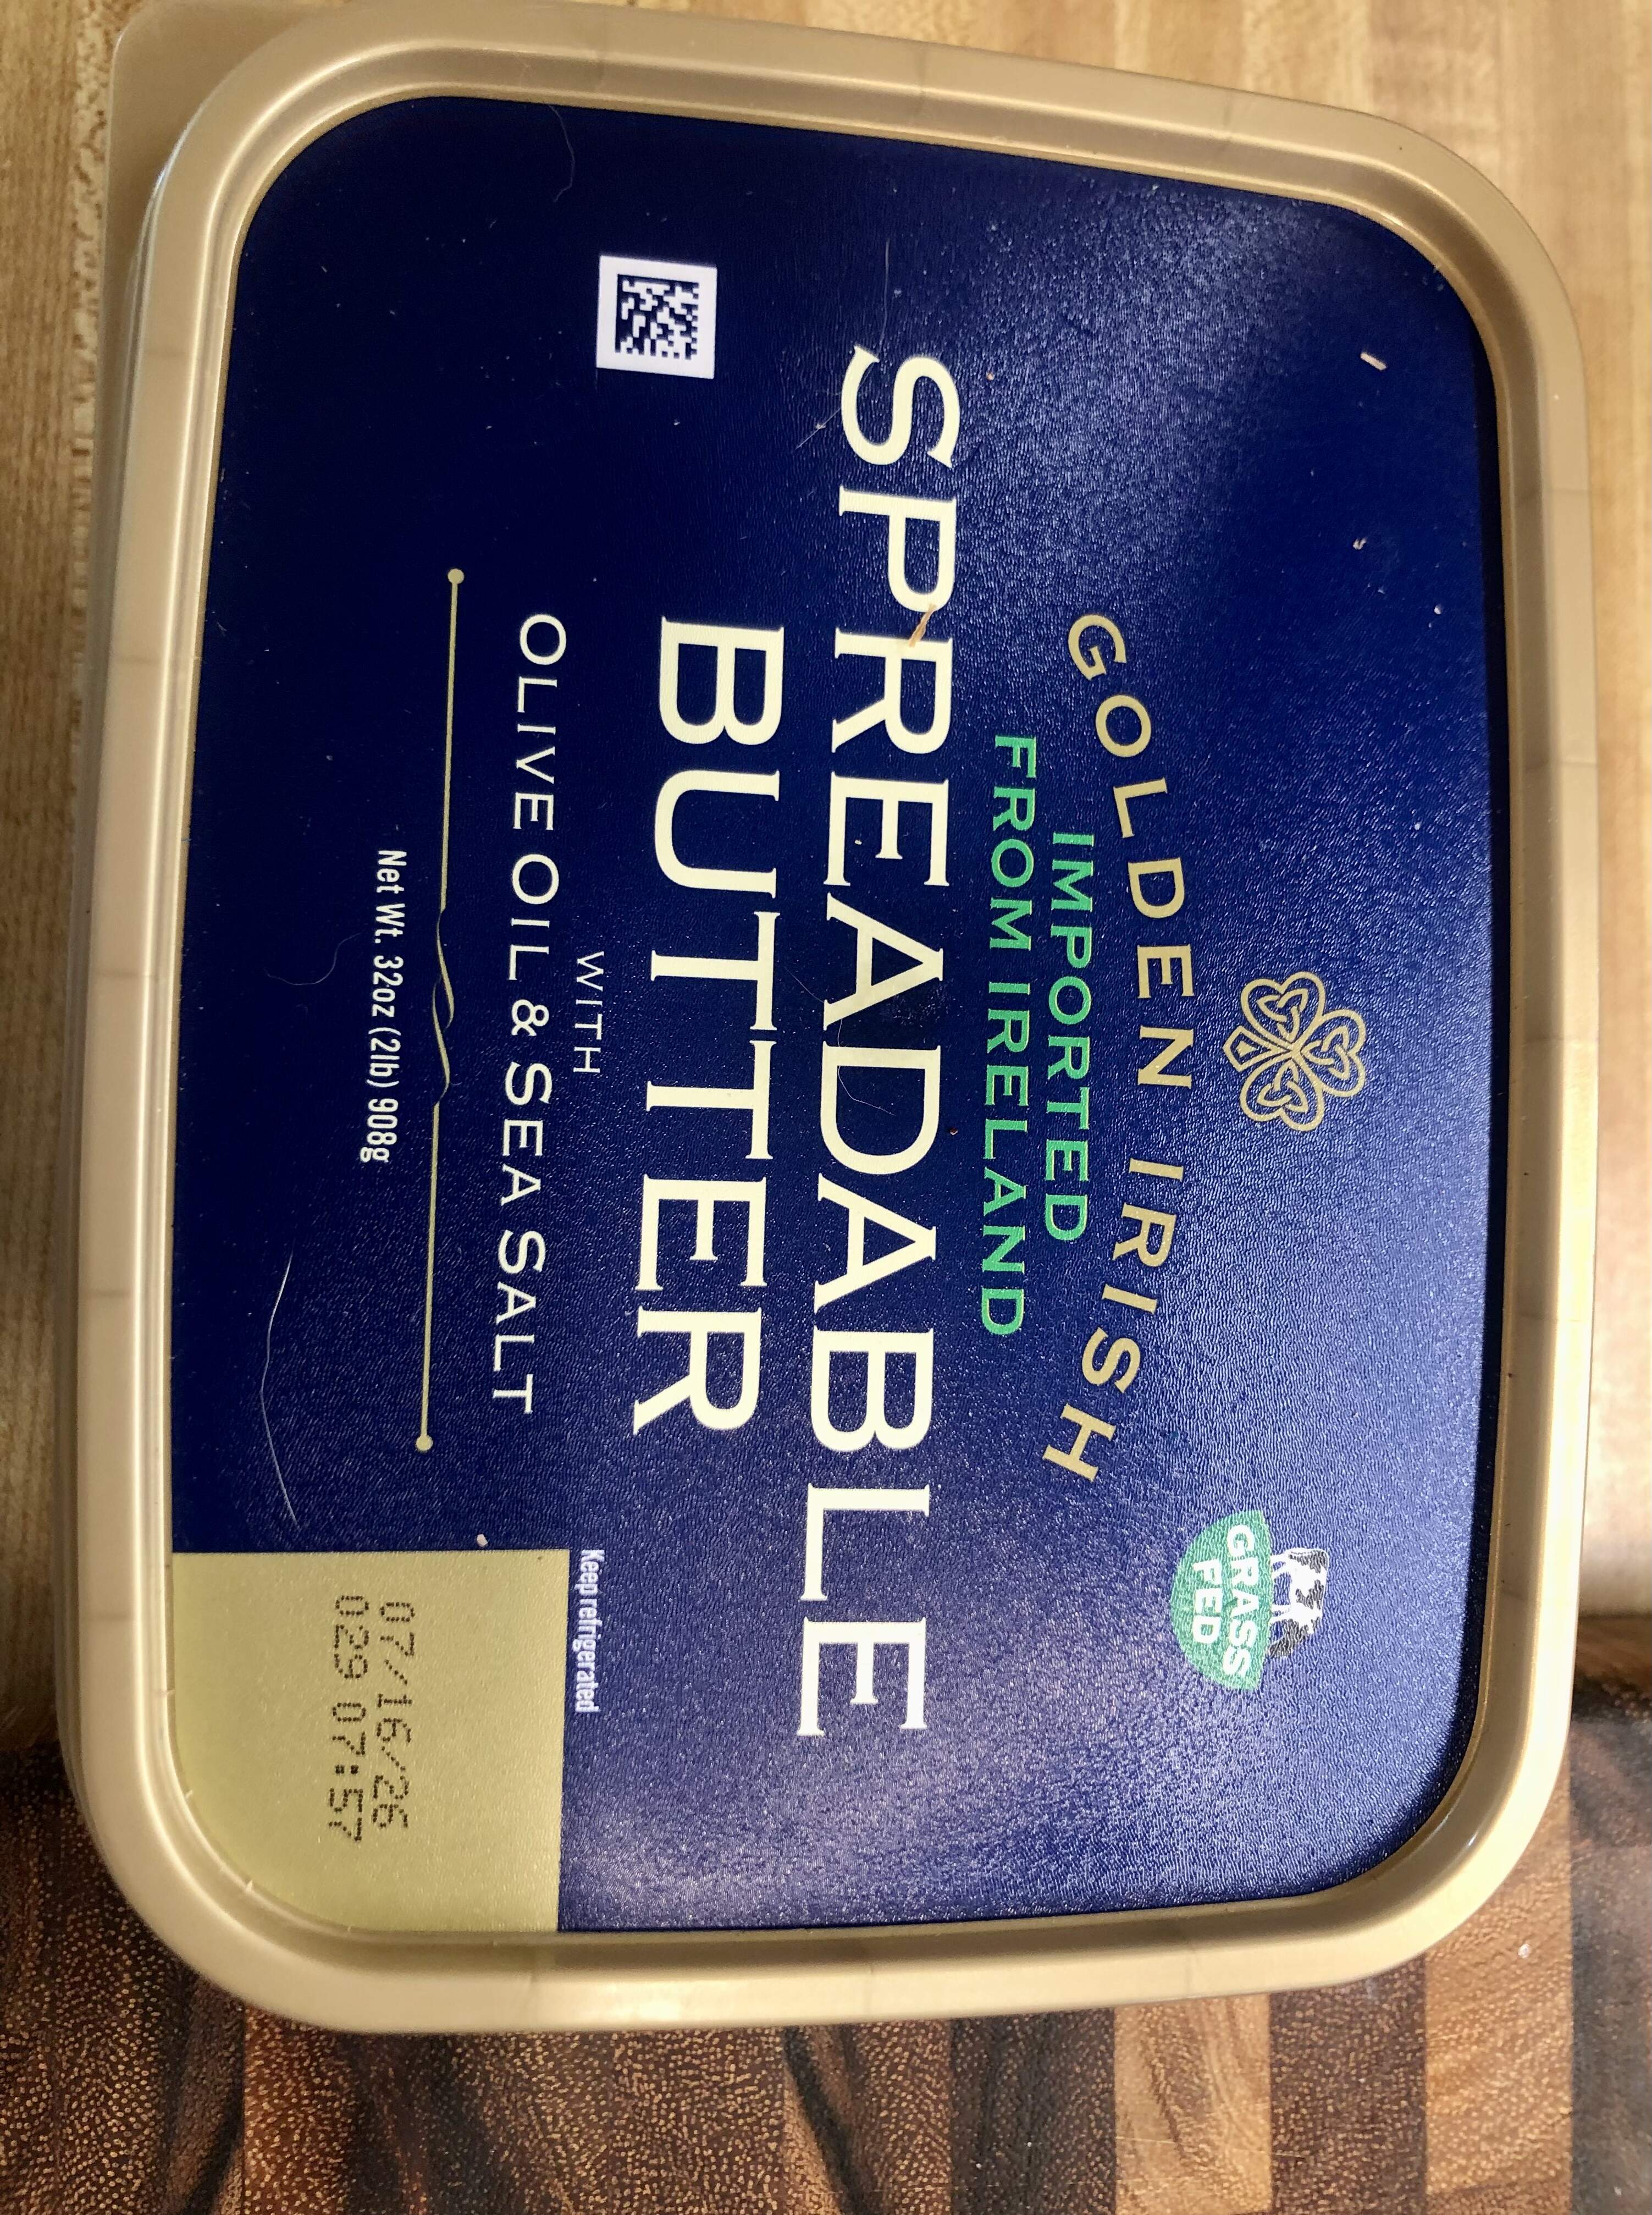 GOLDEN IRISH
GRASS
FED
IMPORTED
FROM IRELAND
SPREADABLE
BUTTER
WITH
OLIVE OIL & SEA SALT
Net Wt. 32oz (2lb) 908g
Keep refrigerated
07/16/26
029 07:57